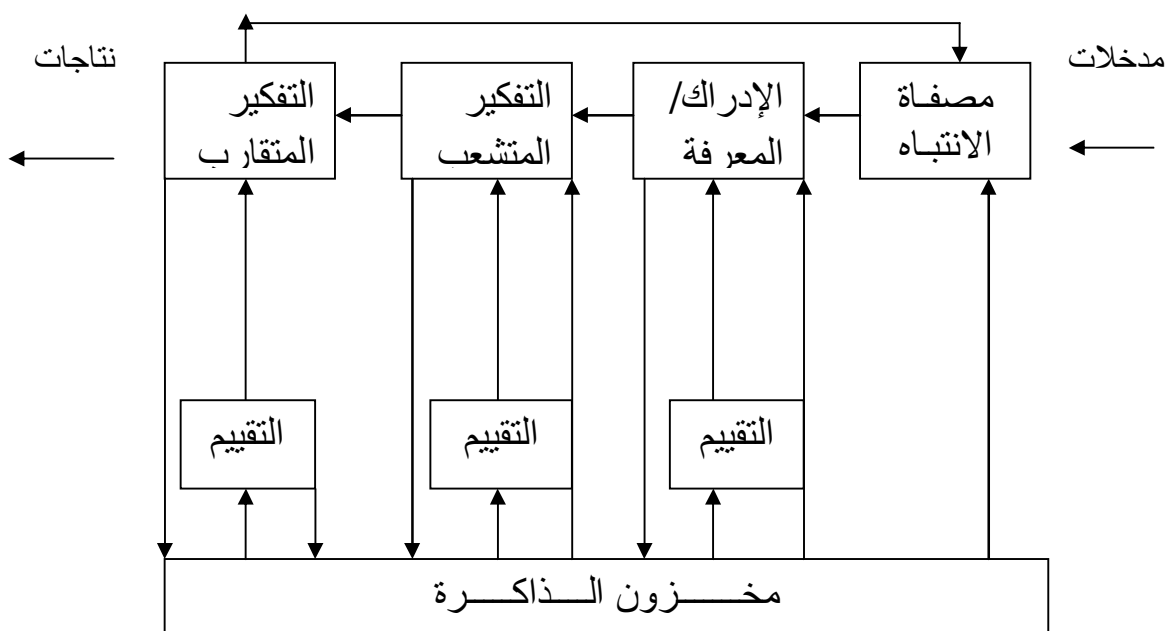 مدخلات
مصفاة
الانتباه
الإدراك/
المعرفة
التفكير
المتشعب
التفكير
المتقارب
نتاجات
التقييم
التقييم
التقييم
مخزون الذاكرة